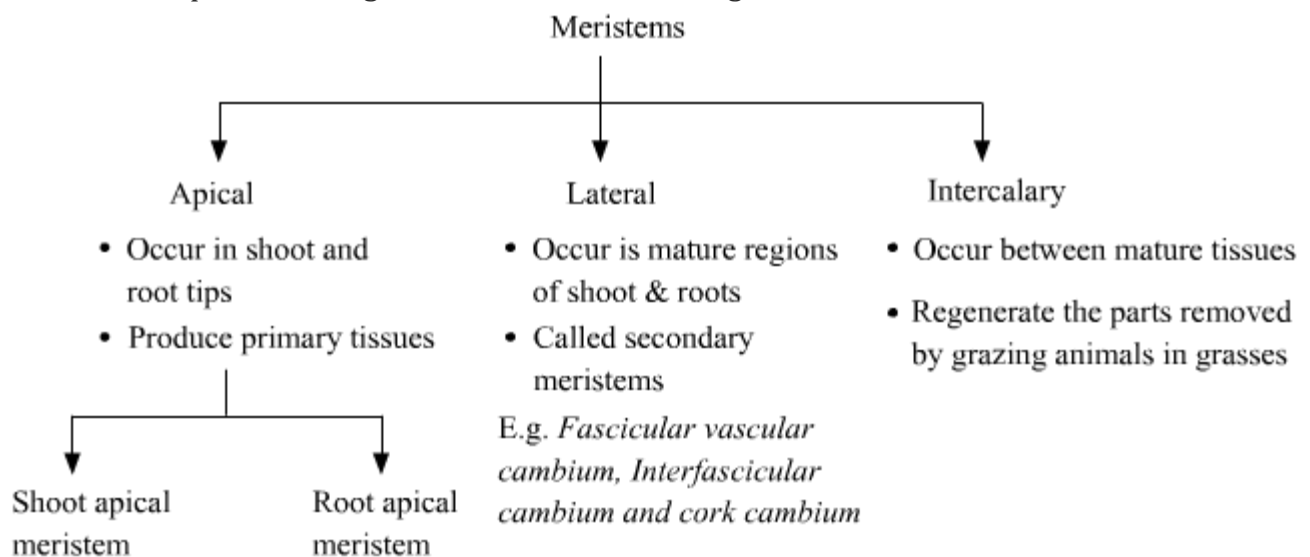 Meristems
Apical
• Occur in shoot and
root tips
• Produce primary tissues
Shoot apical
meristem
Root apical
meristem
Lateral
• Occur is mature regions
of shoot & roots
• Called secondary
meristems
E.g. Fascicular vascular
cambium, Interfascicular
cambium and cork cambium
Intercalary
• Occur between mature tissues
• Regenerate the parts removed
by grazing animals in grasses